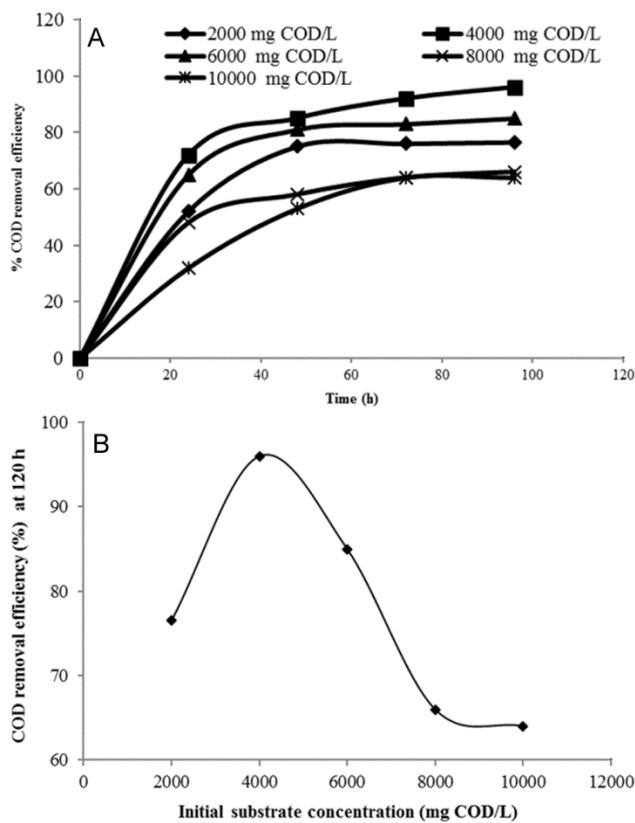 A
2000 mg COD/L
4000 mg COD/L
6000 mg COD/L
8000 mg COD/L
10000 mg COD/L
% COD removal efficiency
120
100
80
60
40
20
0
0 20 40 60 80 100 120
Time (h)
B
COD removal efficiency (%) at 120 h
100
90
80
70
60
0 2000 4000 6000 8000 10000 12000
Initial substrate concentration (mg COD/L)